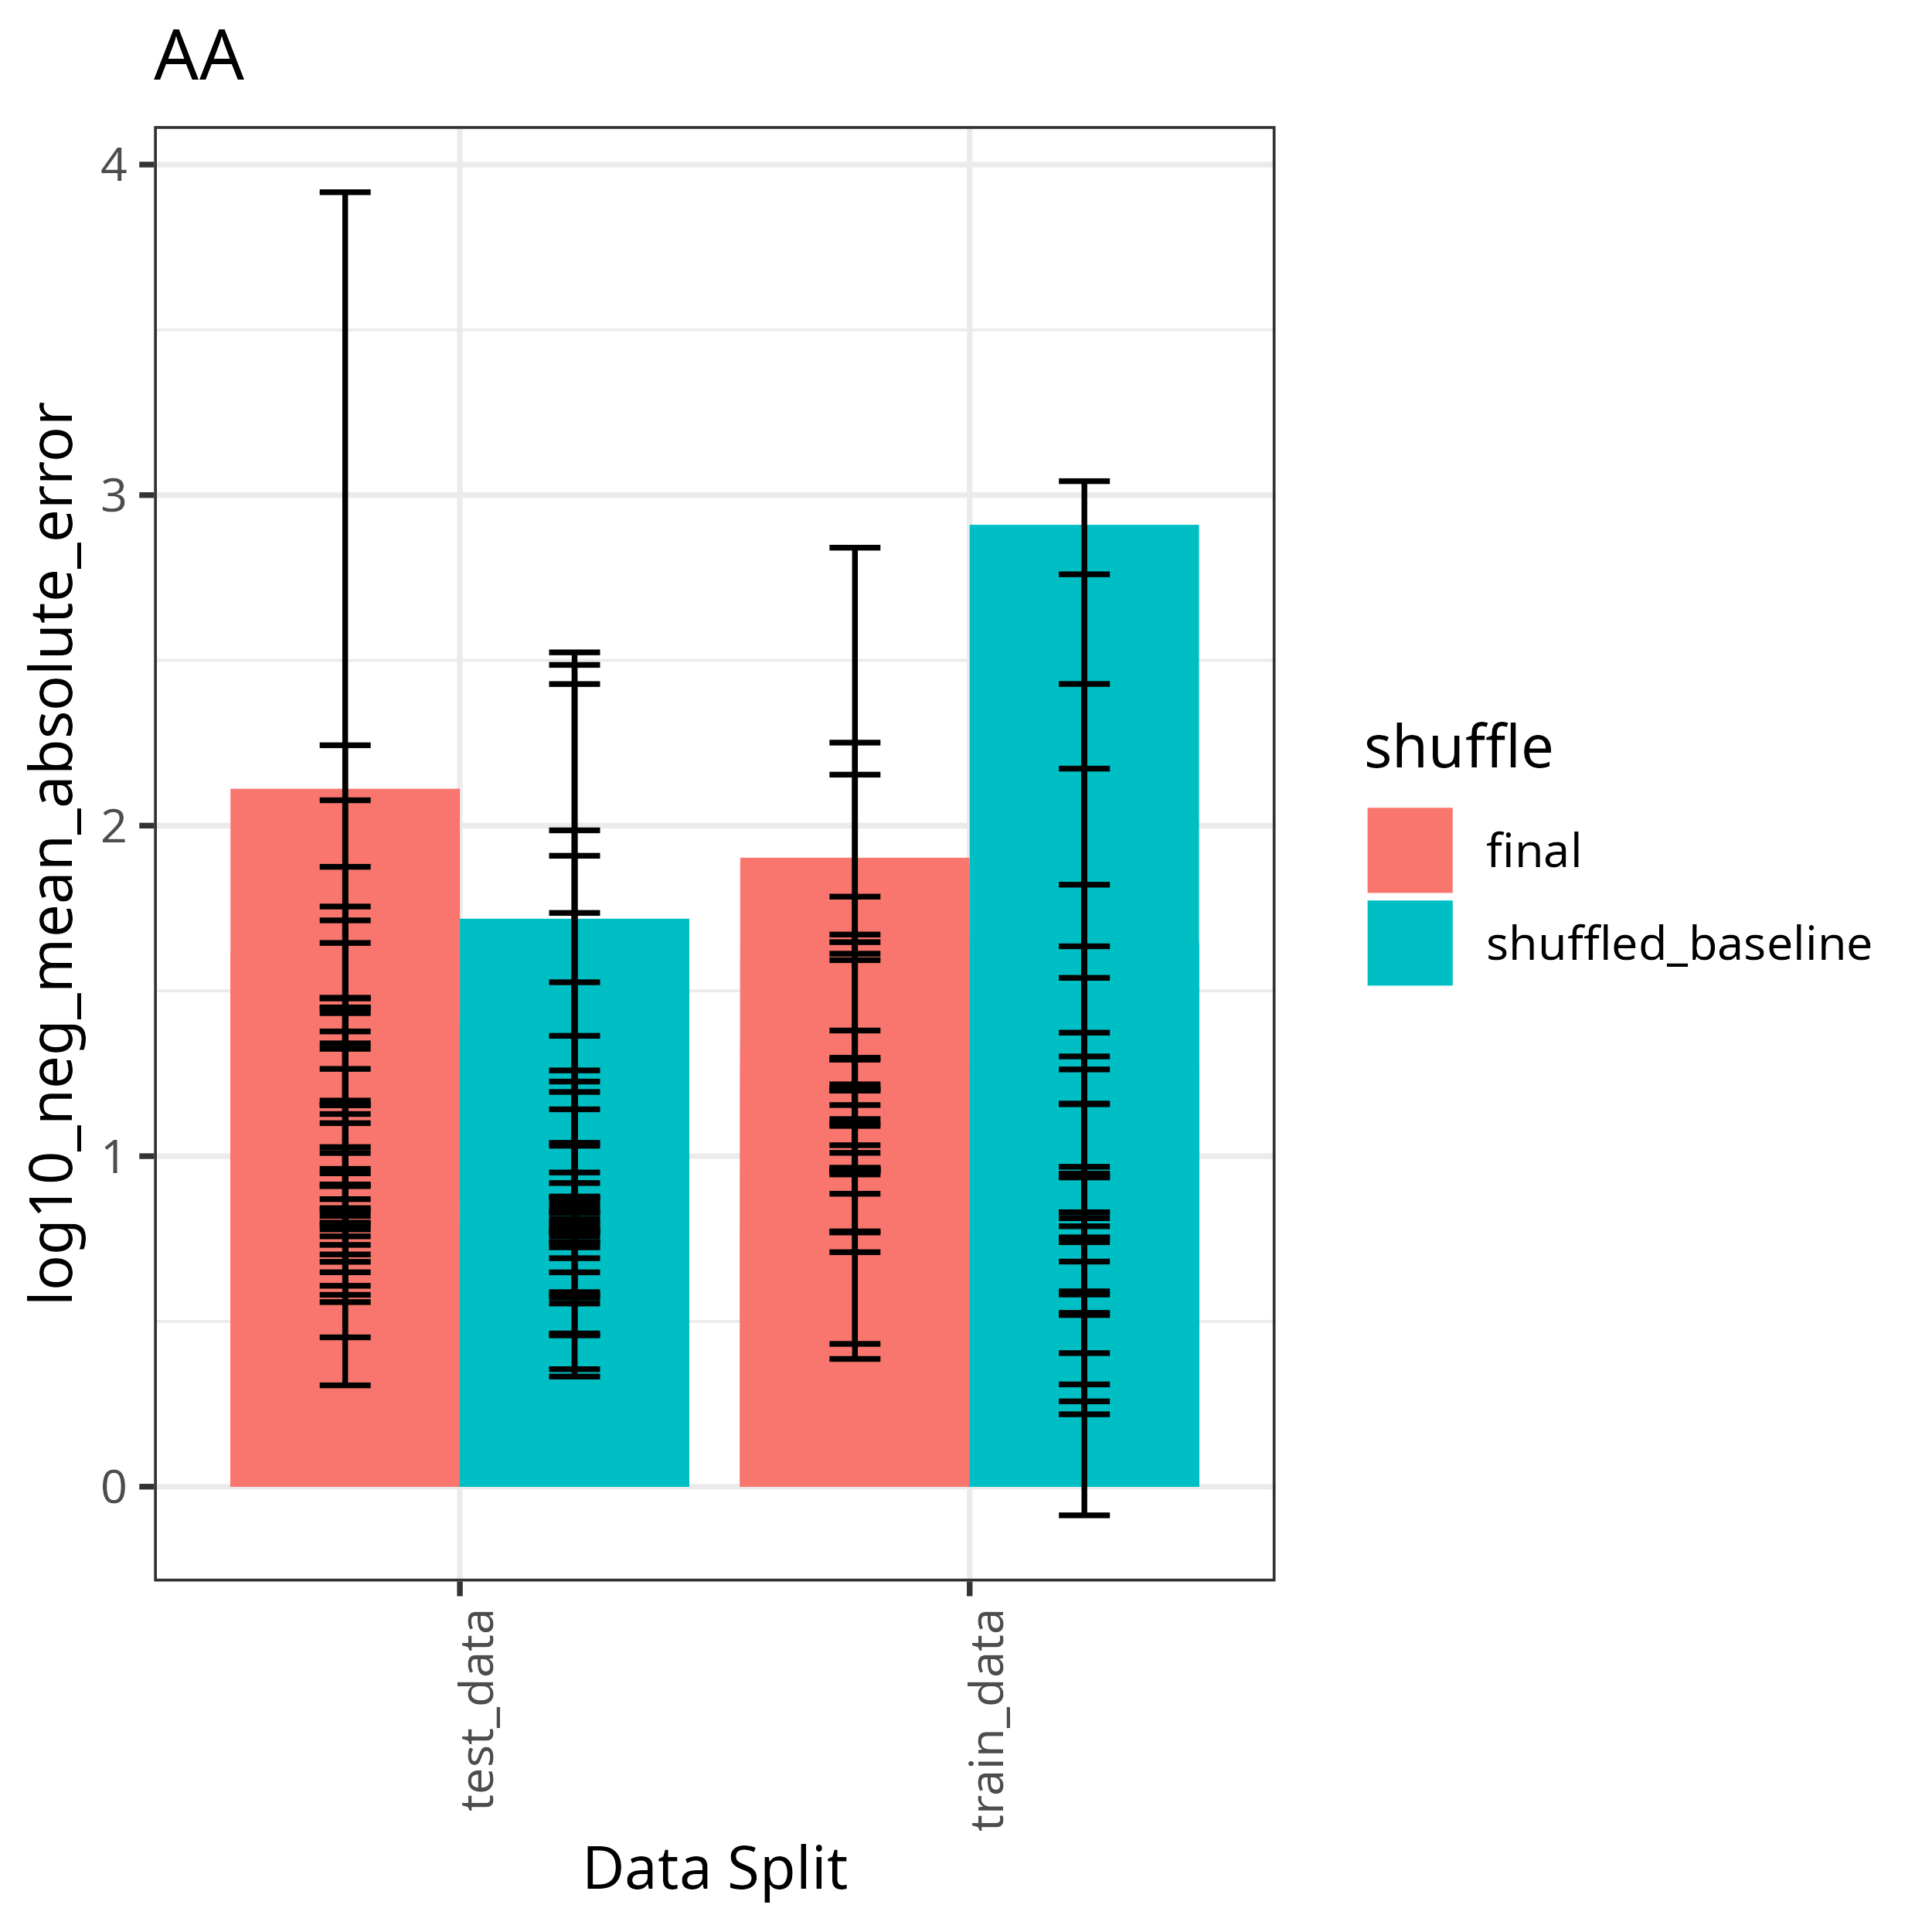 AA
log10_neg_mean_absolute_error
4
3
2
1
0
test_data
train_data
Data Split
shuffle
final
shuffled_baseline